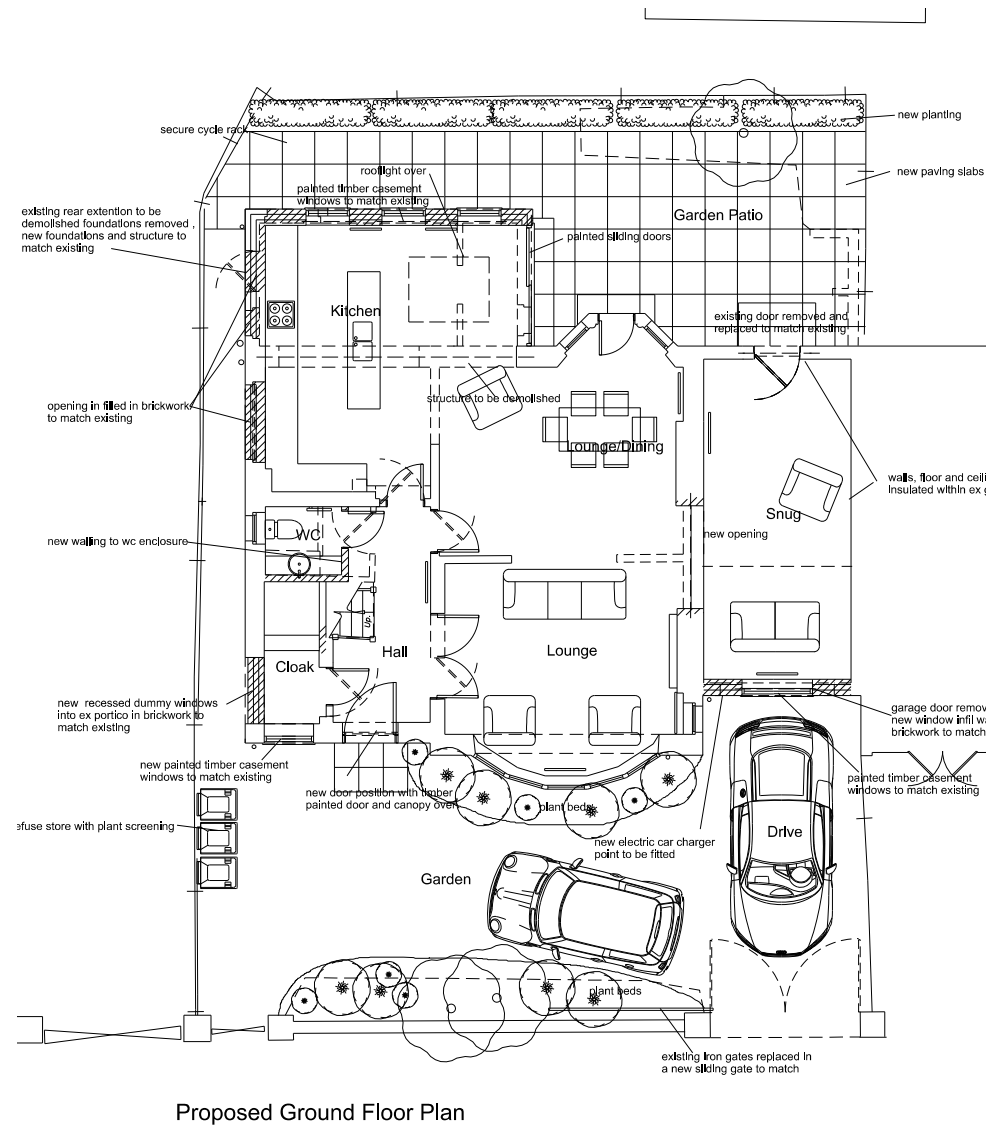 new planting
secure cycle rack
rooflight over
new paving slabs
painted timber casement
windows to match existing
existing rear extention to be
demolished foundations removed ,
new foundations and structure to
match existing
Garden Patio
painted sliding doors
Kitchen
existing door removed and
replaced to match existing
structure to be demolished
opening in filled in brickwork
to match existing
Lounge/Dining
walls, floor and ceili
insulated within ex g
Snug
WC
new opening
new walling to wc enclosure
Up.
Hall
Lounge
Cloak
new recessed dummy windows
into ex portico in brickwork to
match existing
garage door remov
new window infil wa
brickwork to match
new painted timber casement
windows to match existing
painted timber casement
windows to match existing
new door position with timber
painted door and canopy over
plant beds
efuse store with plant screening
Drive
new electric car charger
point to be fitted
Garden
plant beds
existing iron gates replaced in
a new sliding gate to match
Proposed Ground Floor Plan